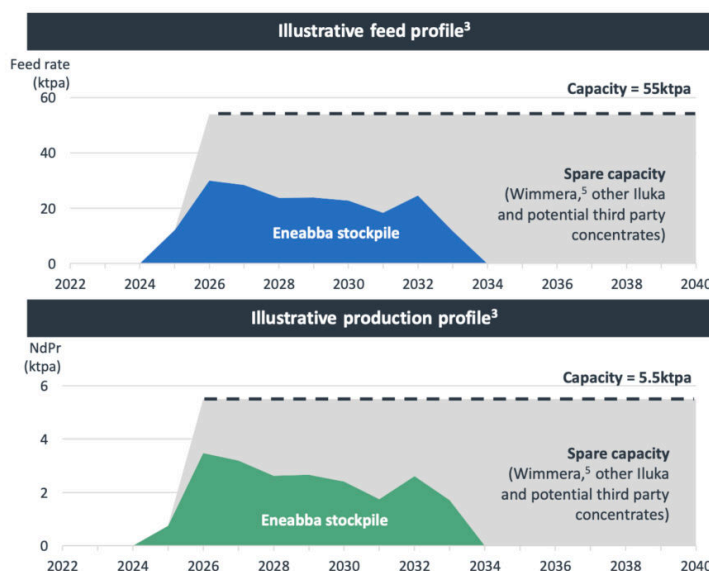 Illustrative feed profile³
Feed rate
(ktpa)
Capacity = 55ktpa
60
40
20
0
Spare capacity
(Wimmera,⁵ other Iluka
and potential third party
concentrates)
Eneabba stockpile
2022 2024 2026 2028 2030 2032 2034 2036 2038 2040
Illustrative production profile³
NdPr
(ktpa)
Capacity = 5.5ktpa
6
4
2
0
Spare capacity
(Wimmera,⁵ other Iluka
and potential third party
concentrates)
Eneabba stockpile
2022 2024 2026 2028 2030 2032 2034 2036 2038 2040